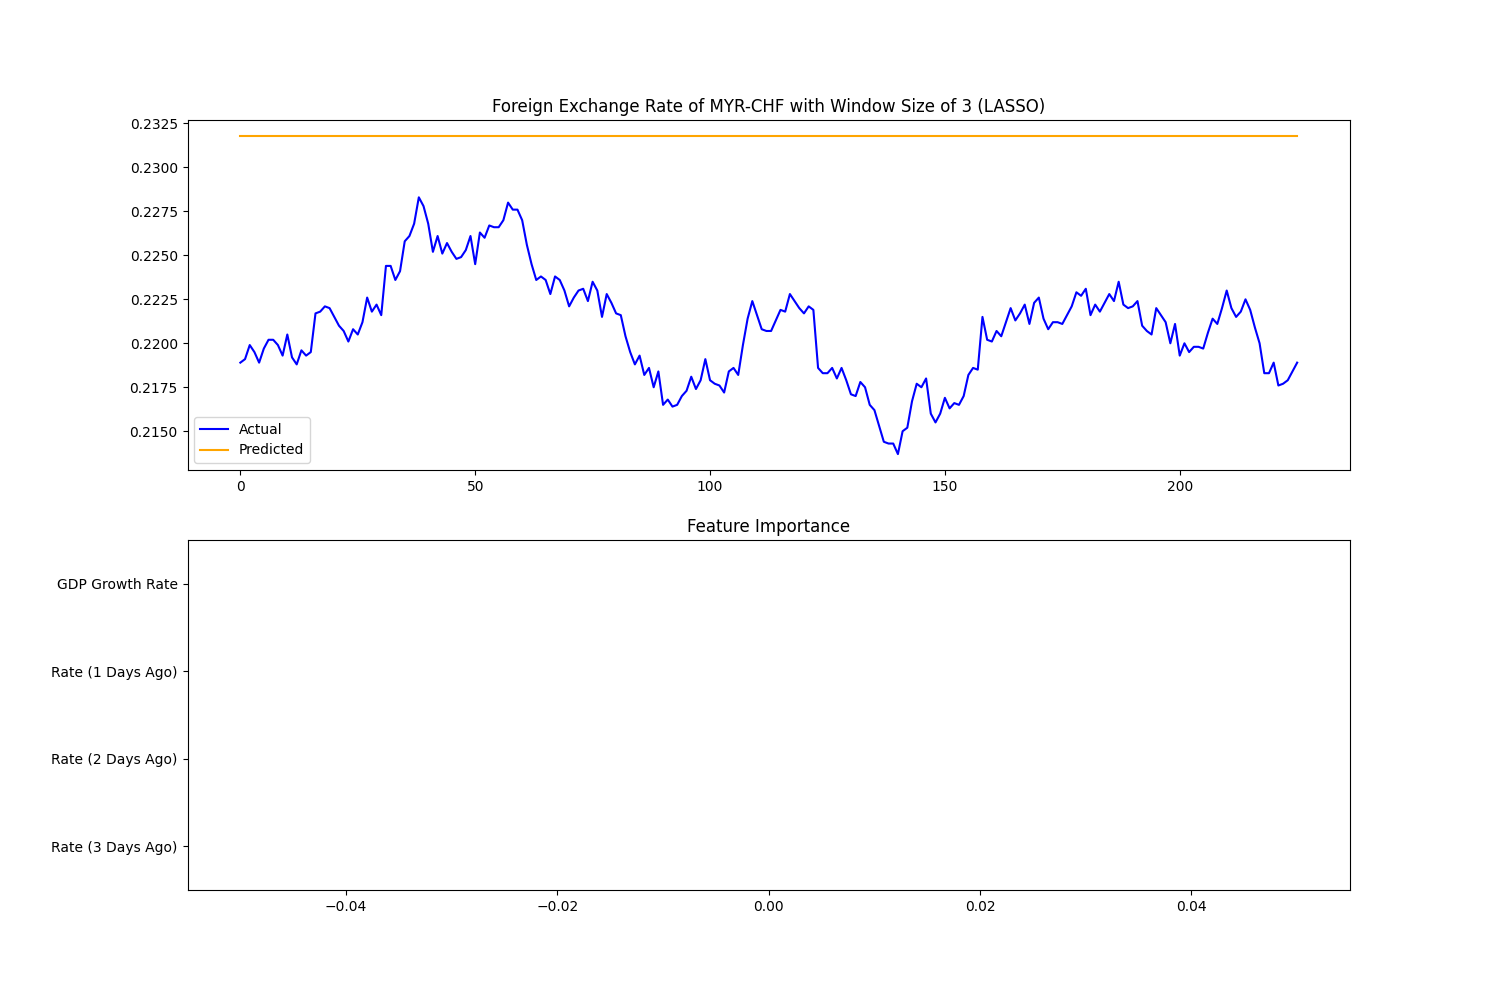 Foreign Exchange Rate of MYR-CHF with Window Size of 3 (LASSO)
0.2325
0.2300
0.2275
0.2250
0.2225
0.2200
0.2175
0.2150
Actual
Predicted
0 50 100 150 200
Feature Importance
GDP Growth Rate
Rate (1 Days Ago)
Rate (2 Days Ago)
Rate (3 Days Ago)
−0.04 −0.02 0.00 0.02 0.04